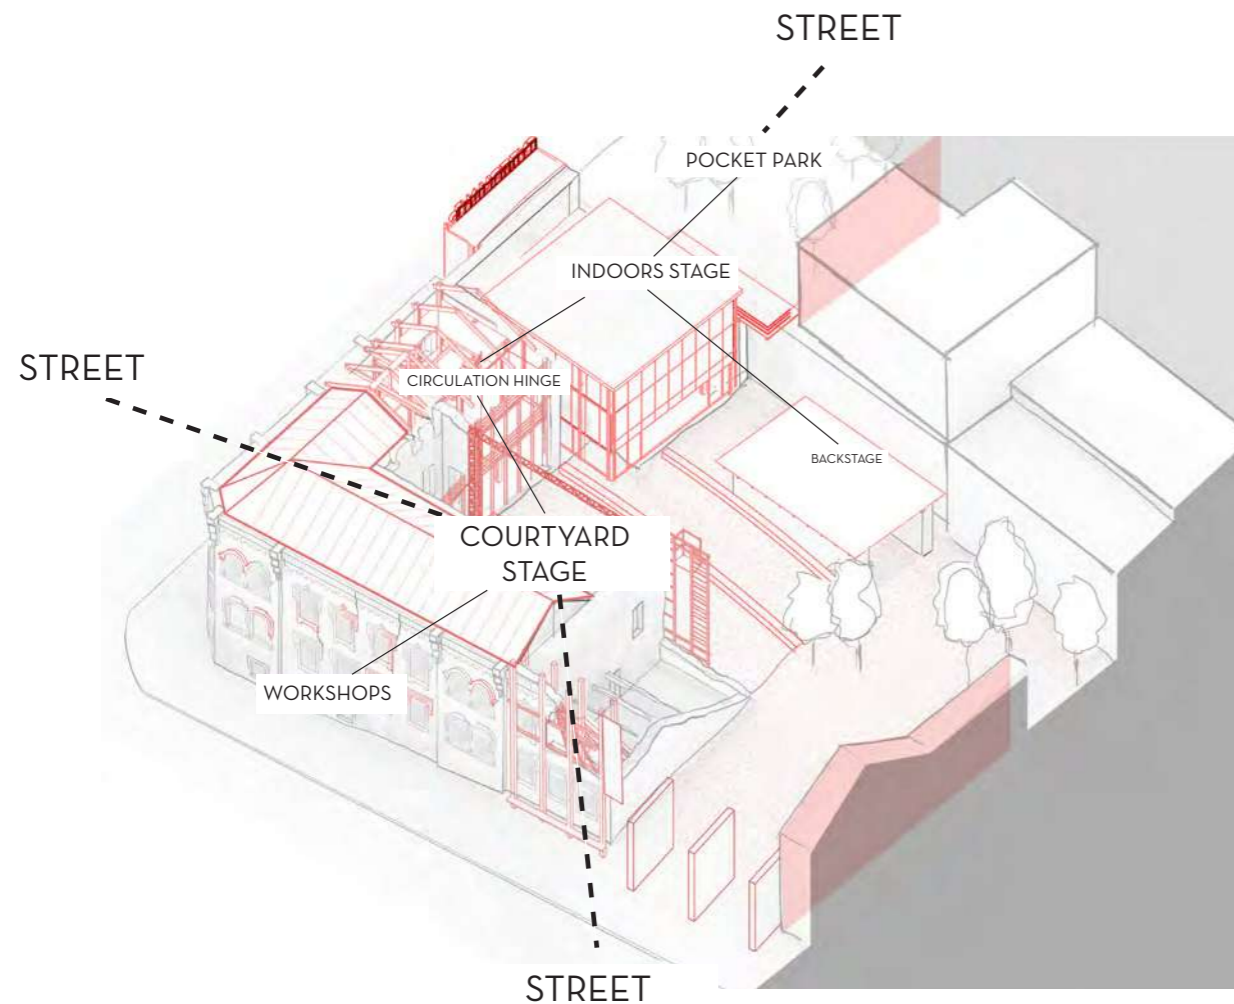 STREET
POCKET PARK
INDOORS STAGE
STREET
CIRCULATION HINGE
BACKSTAGE
COURTYARD
STAGE
WORKSHOPS
STREET